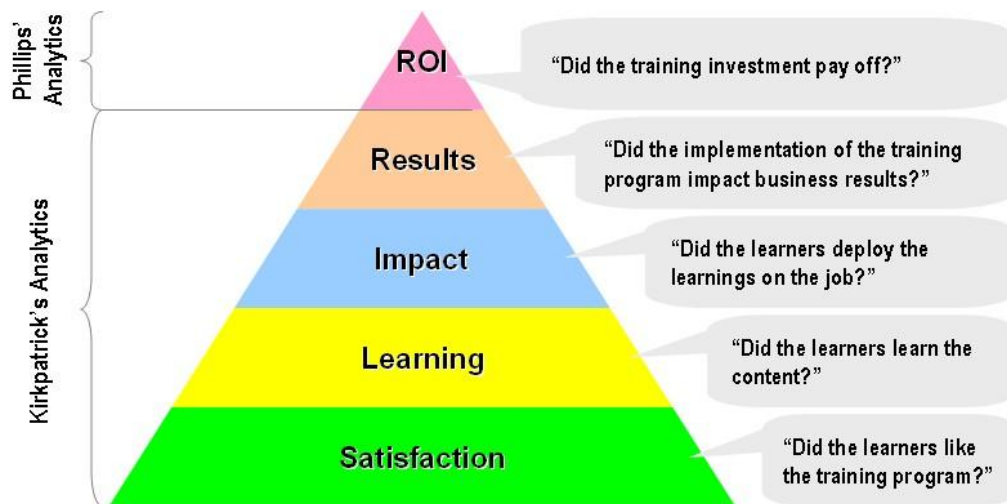 Phillips'
Analytics
ROI
“Did the training investment pay off?”
Results
“Did the implementation of the training
program impact business results?”
Kirkpatrick's Analytics
Impact
“Did the learners deploy the
learnings on the job?”
Learning
“Did the learners learn the
content?”
Satisfaction
“Did the learners like
the training program?”